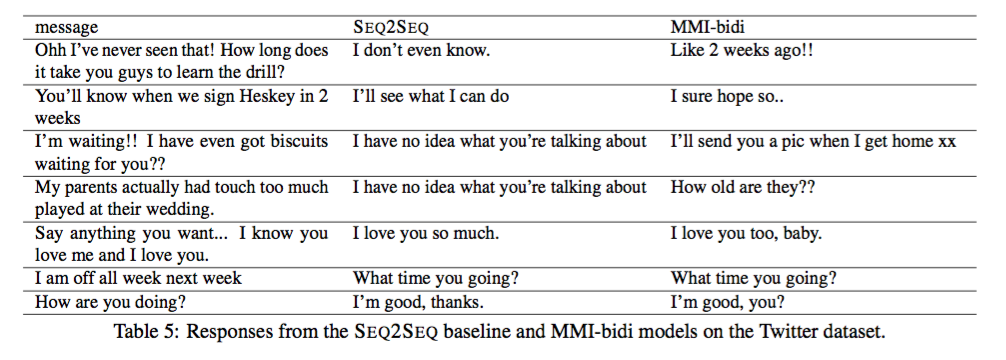 message SEQ2SEQ MMI-bidi
Ohh I've never seen that! How long does I don't even know. Like 2 weeks ago!!
it take you guys to learn the drill?
You'll know when we sign Heskey in 2 I'll see what I can do I sure hope so..
weeks
I'm waiting!! I have even got biscuits I have no idea what you're talking about I'll send you a pic when I get home xx
waiting for you??
My parents actually had touch too much I have no idea what you're talking about How old are they??
played at their wedding.
Say anything you want... I know you I love you so much. I love you too, baby.
love me and I love you.
I am off all week next week What time you going? What time you going?
How are you doing? I'm good, thanks. I'm good, you?
Table 5: Responses from the SEQ2SEQ baseline and MMI-bidi models on the Twitter dataset.